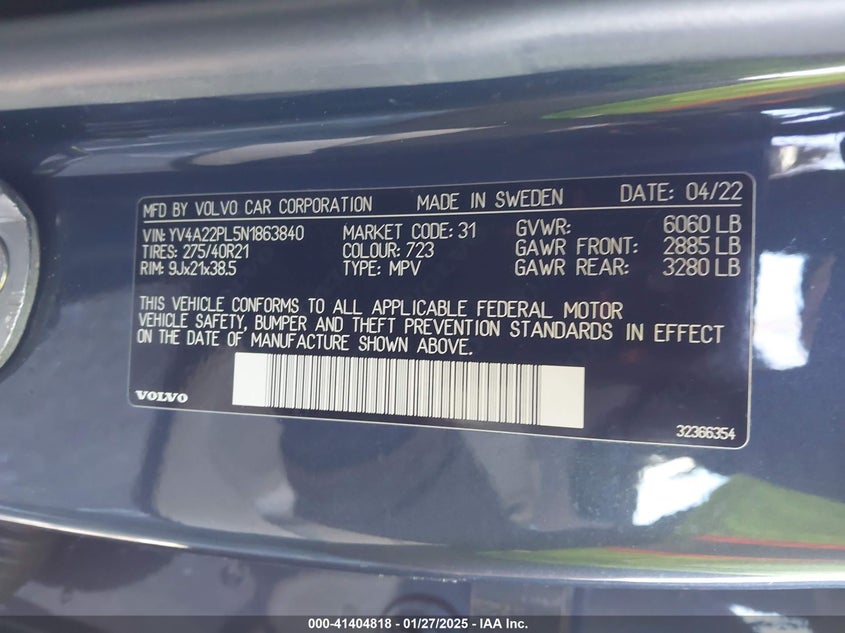 MFD BY VOLVO CAR CORPORATION MADE IN SWEDEN DATE: 04/22
VIN: YV4A22PL5N1863840 MARKET CODE: 31 GVWR: 6060 LB
TIRES: 275/40R21 COLOUR: 723 GAWR FRONT: 2885 LB
RIM: 9Jx21x38.5 TYPE: MPV GAWR REAR: 3280 LB
THIS VEHICLE CONFORMS TO ALL APPLICABLE FEDERAL MOTOR
VEHICLE SAFETY, BUMPER AND THEFT PREVENTION STANDARDS IN EFFECT
ON THE DATE OF MANUFACTURE SHOWN ABOVE.
VOLVO
32366354
000-41404818 - 01/27/2025 - IAA Inc.